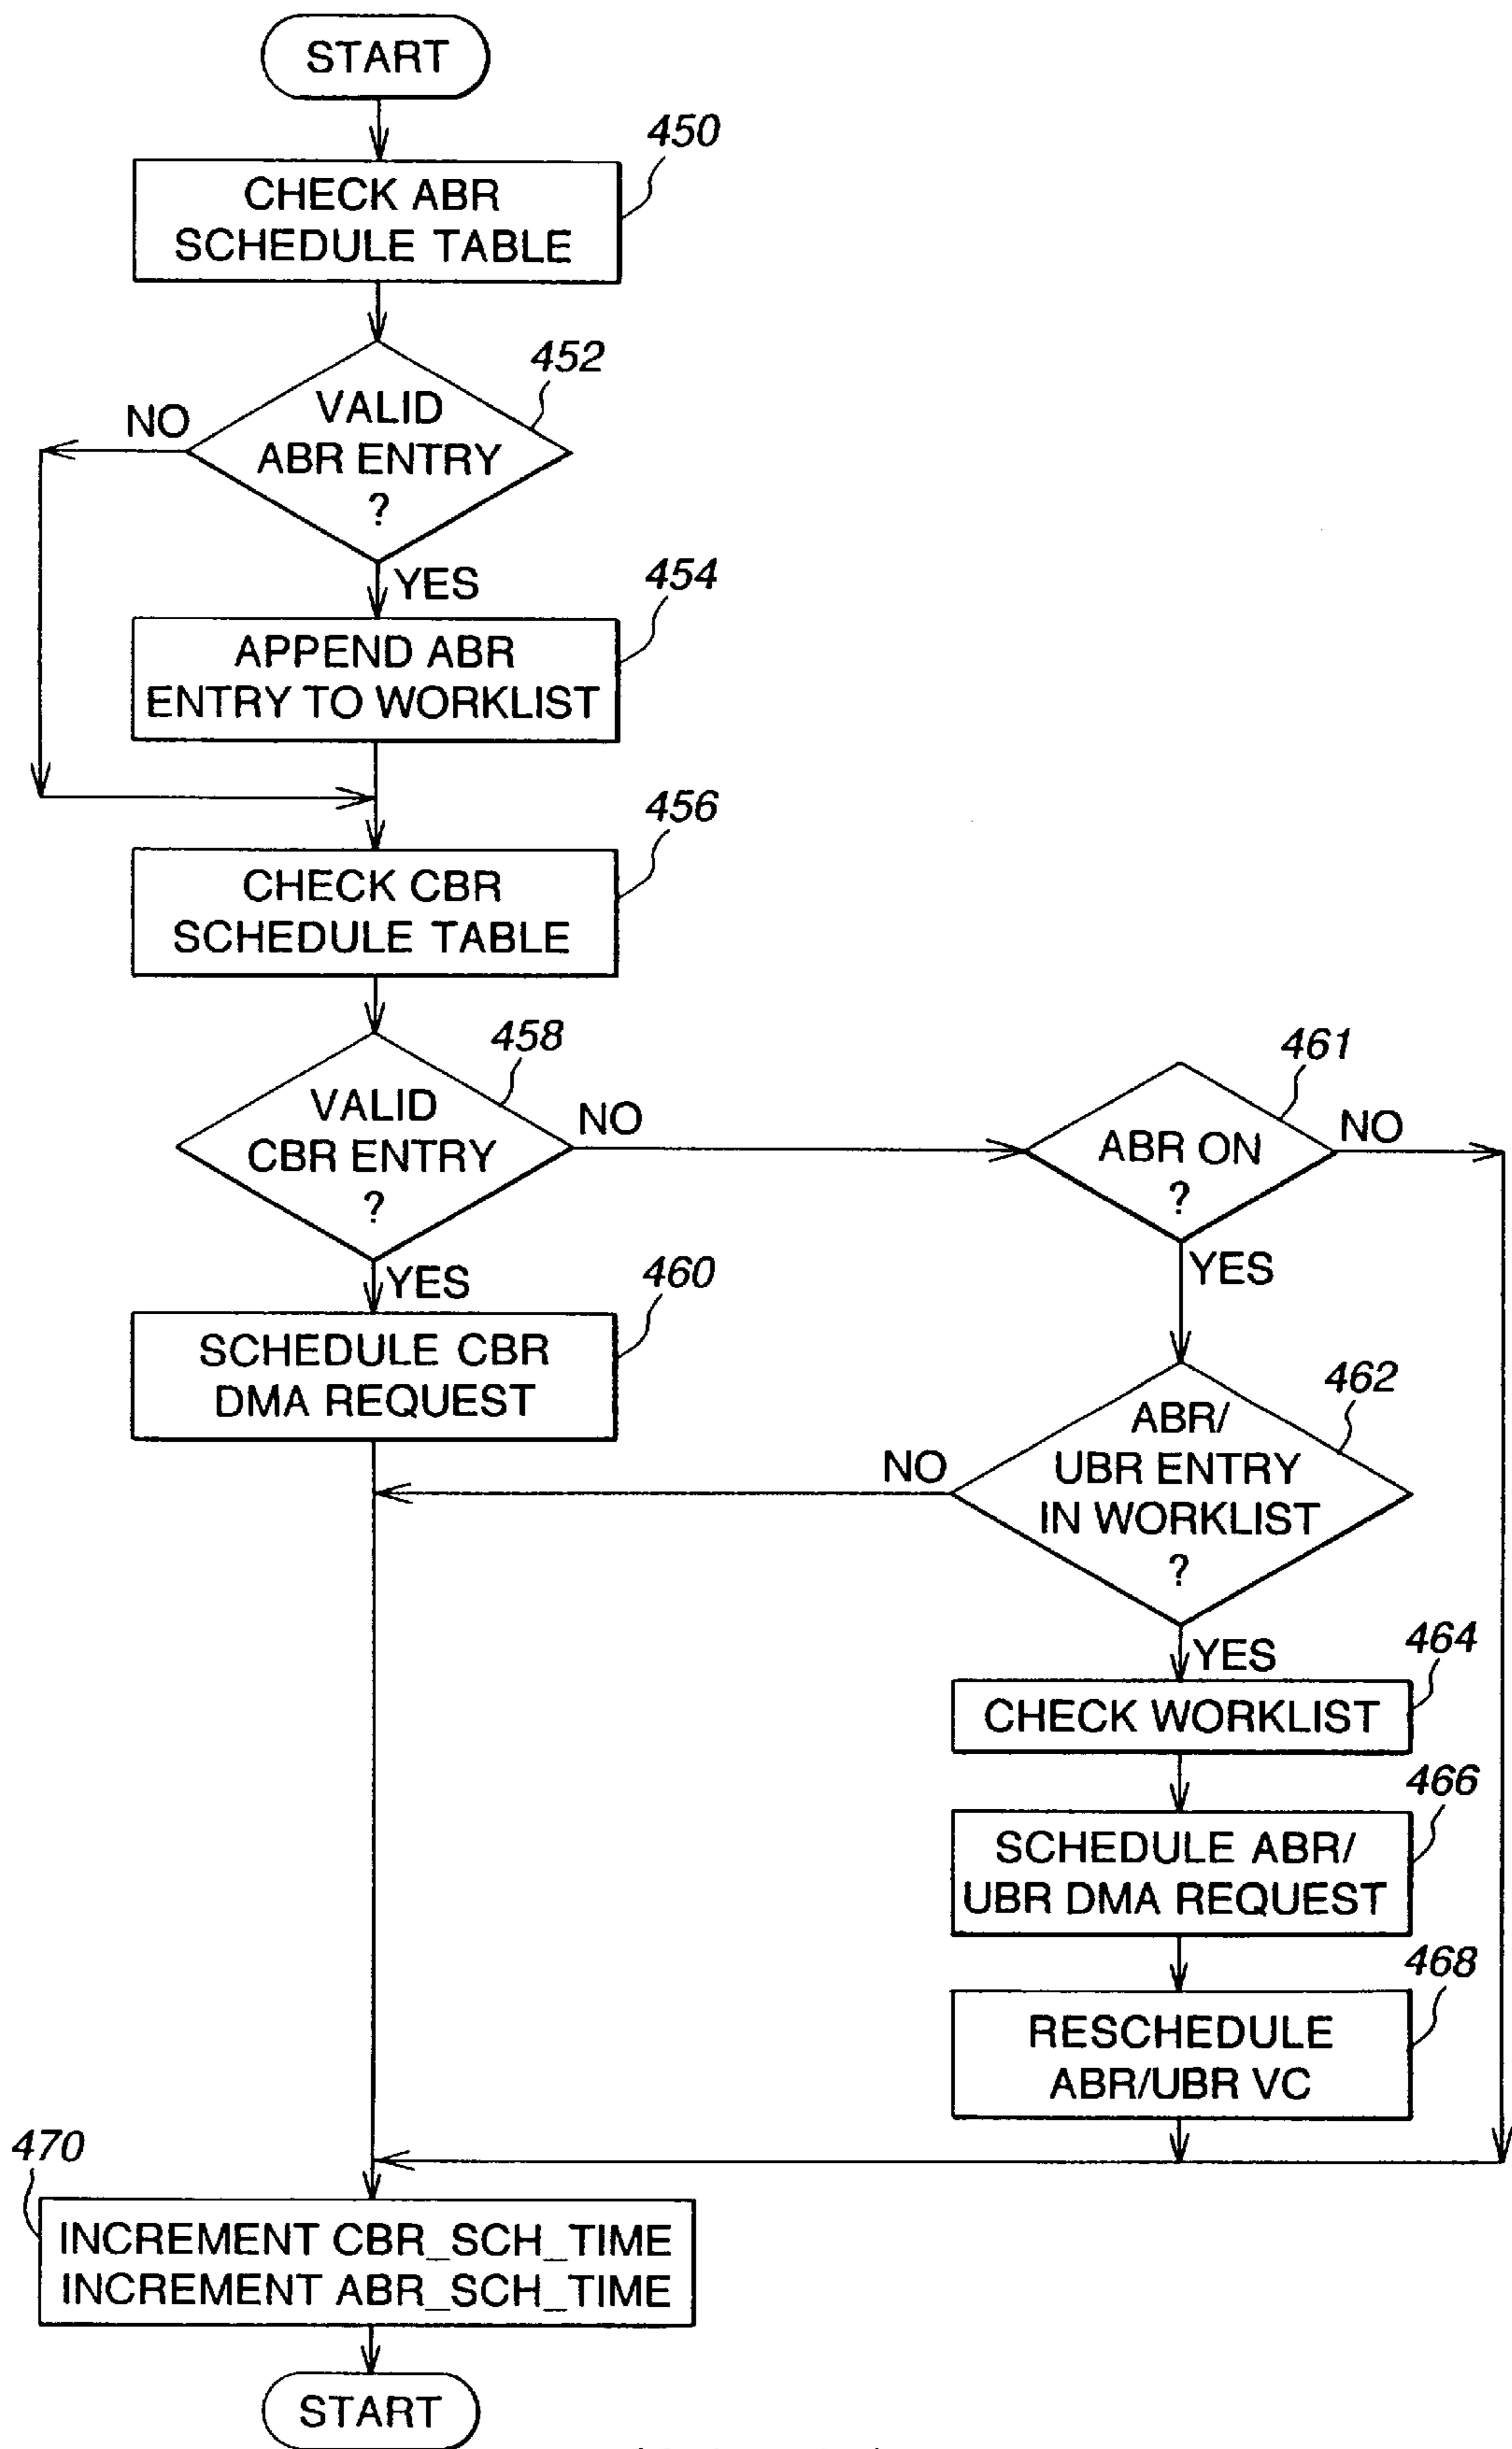 START
450
CHECK ABR
SCHEDULE TABLE
452
VALID
ABR ENTRY
?
NO
YES
454
APPEND ABR
ENTRY TO WORKLIST
456
CHECK CBR
SCHEDULE TABLE
458
VALID
CBR ENTRY
?
NO
YES
461
ABR ON
?
NO
YES
460
SCHEDULE CBR
DMA REQUEST
462
ABR/
UBR ENTRY
IN WORKLIST
?
NO
YES
464
CHECK WORKLIST
466
SCHEDULE ABR/
UBR DMA REQUEST
468
RESCHEDULE
ABR/UBR VC
470
INCREMENT CBR_SCH_TIME
INCREMENT ABR_SCH_TIME
START